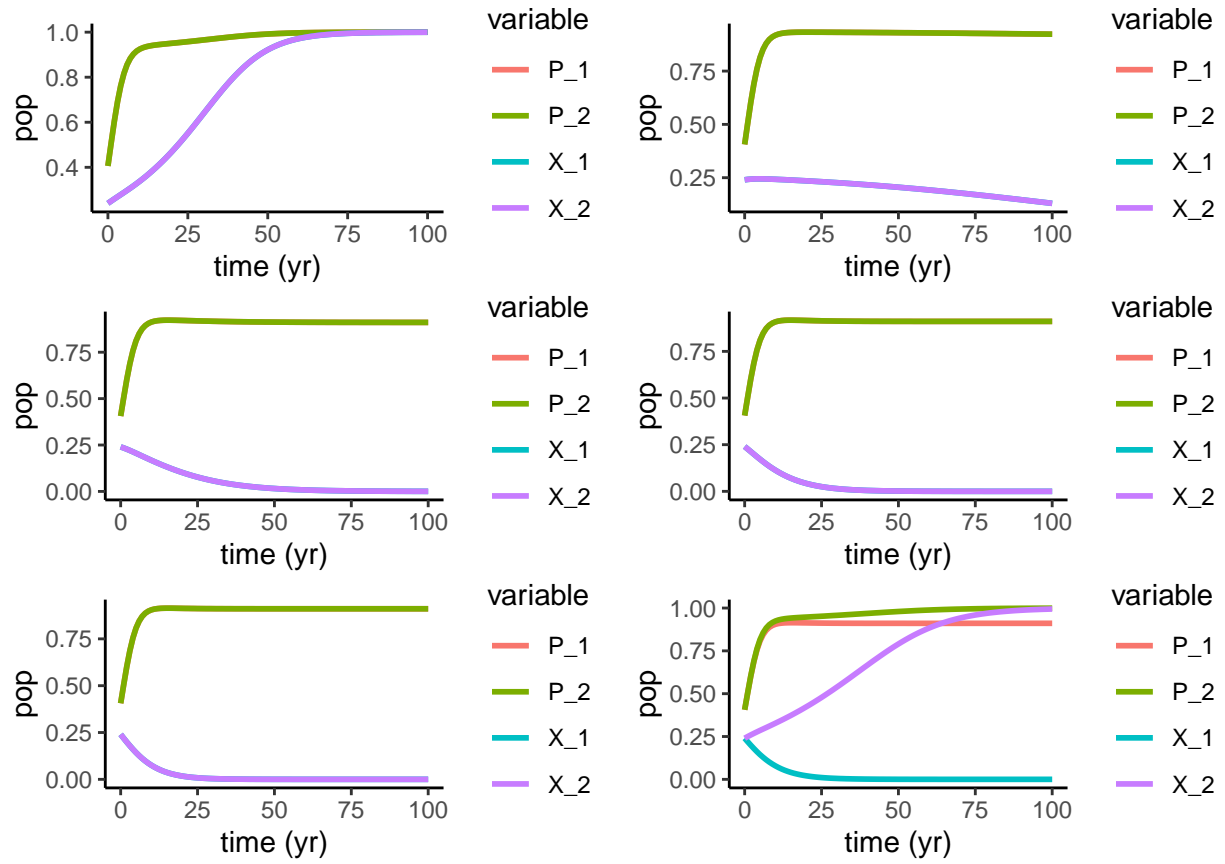 variable
1.0
0.8
0.6
0.4
pop
0 25 50 75 100
time (yr)
P_1
P_2
X_1
X_2
variable
0.75
0.50
0.25
pop
0 25 50 75 100
time (yr)
P_1
P_2
X_1
X_2
variable
0.75
0.50
0.25
0.00
pop
0 25 50 75 100
time (yr)
P_1
P_2
X_1
X_2
variable
0.75
0.50
0.25
0.00
pop
0 25 50 75 100
time (yr)
P_1
P_2
X_1
X_2
variable
0.75
0.50
0.25
0.00
pop
0 25 50 75 100
time (yr)
P_1
P_2
X_1
X_2
variable
1.00
0.75
0.50
0.25
0.00
pop
0 25 50 75 100
time (yr)
P_1
P_2
X_1
X_2